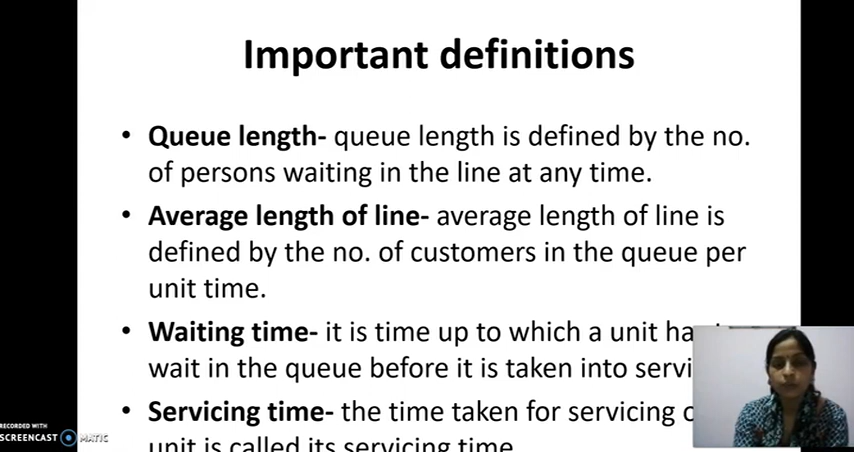 Important definitions
• Queue length- queue length is defined by the no.
of persons waiting in the line at any time.
• Average length of line- average length of line is
defined by the no. of customers in the queue per
unit time.
• Waiting time- it is time up to which a unit
wait in the queue before it is taken into
• Servicing time- the time taken for servicing
unit is called its servicing time.
RECORDED WITH
SCREENCAST MATIC